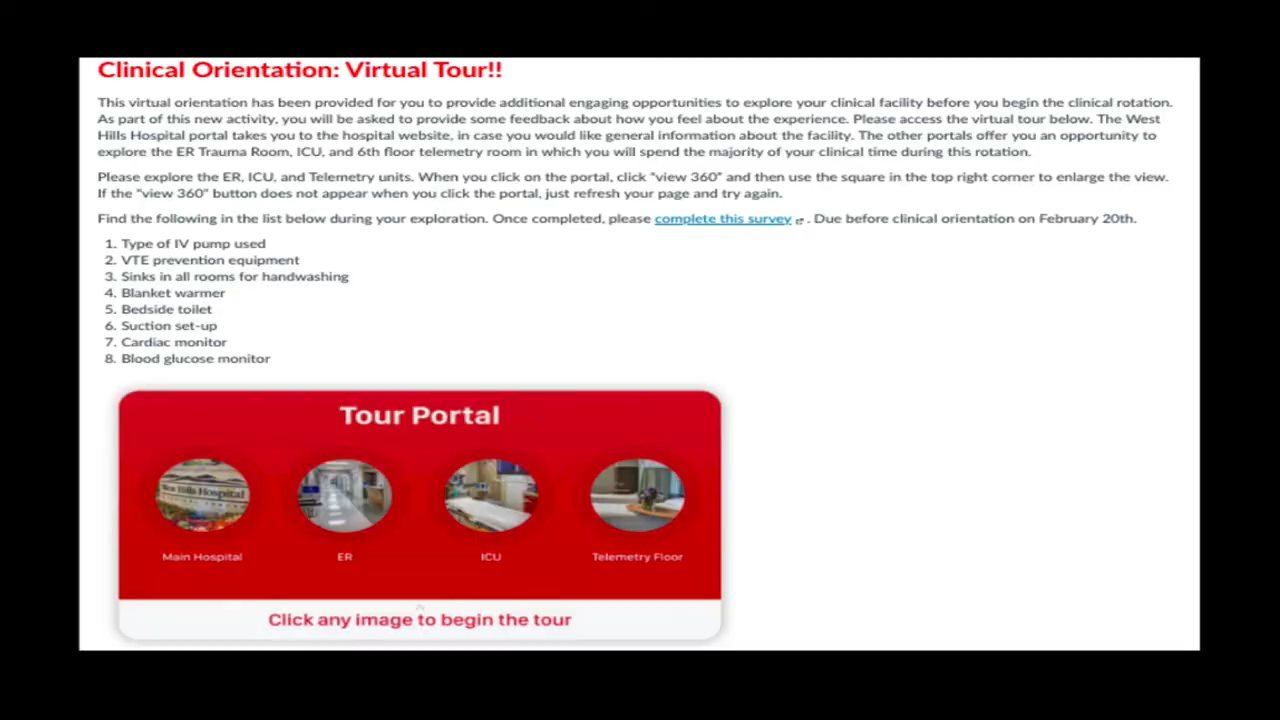 Clinical Orientation: Virtual Tour!!
This virtual orientation has been provided for you to provide additional engaging opportunities to explore your clinical facility before you begin the clinical rotation.
As part of this new activity, you will be asked to provide some feedback about how you feel about the experience. Please access the virtual tour below. The West
Hills Hospital portal takes you to the hospital website, in case you would like general information about the facility. The other portals offer you an opportunity to
explore the ER Trauma Room, ICU, and 6th floor telemetry room in which you will spend the majority of your clinical time during this rotation.
Please explore the ER, ICU, and Telemetry units. When you click on the portal, click "view 360" and then use the square in the top right corner to enlarge the view.
If the "view 360" button does not appear when you click the portal, just refresh your page and try again.
Find the following in the list below during your exploration. Once completed, please complete this survey . Due before clinical orientation on February 20th.
1. Type of IV pump used
2. VTE prevention equipment
3. Sinks in all rooms for handwashing
4. Blanket warmer
5. Bedside toilet
6. Suction set-up
7. Cardiac monitor
8. Blood glucose monitor
Tour Portal
West Hills Hospital
Main Hospital
ER
ICU
Telemetry Floor
Click any image to begin the tour